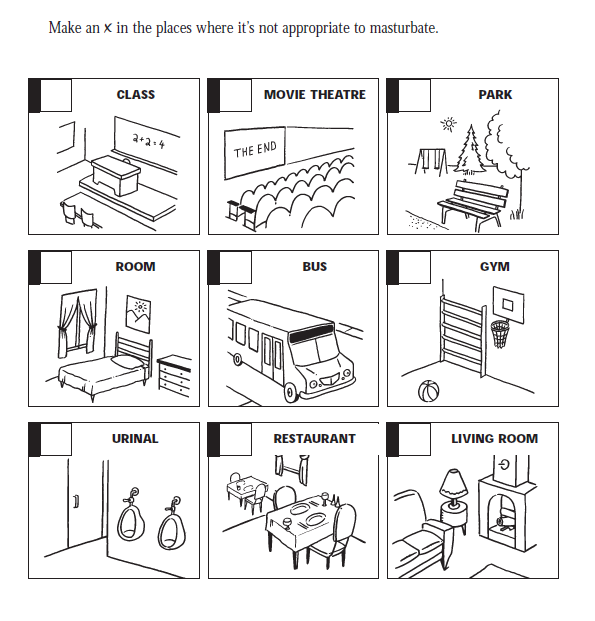 Make an x in the places where it's not appropriate to masturbate.
CLASS
2+2=4
MOVIE THEATRE
THE END
PARK
ROOM
BUS
GYM
URINAL
RESTAURANT
LIVING ROOM